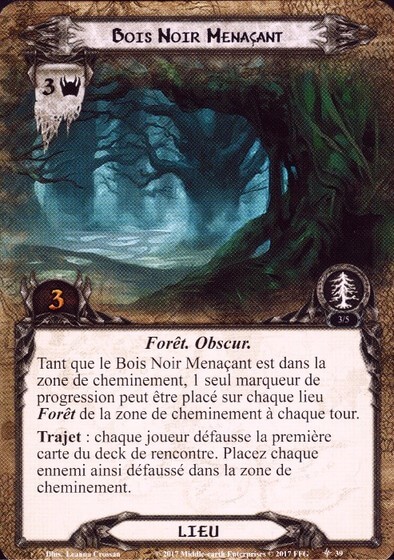 Bois Noir Menaçant
3
3
3/5
Forêt. Obscur.
Tant que le Bois Noir Menaçant est dans la
zone de cheminement, 1 seul marqueur de
progression peut être placé sur chaque lieu
Forêt de la zone de cheminement à chaque tour.
Trajet : chaque joueur défausse la première
carte du deck de rencontre. Placez chaque
ennemi ainsi défaussé dans la zone de
cheminement.
LIEU
Illus. Leanna Crossan 2017 Middle-earth Enterprises © 2017 FFG 39